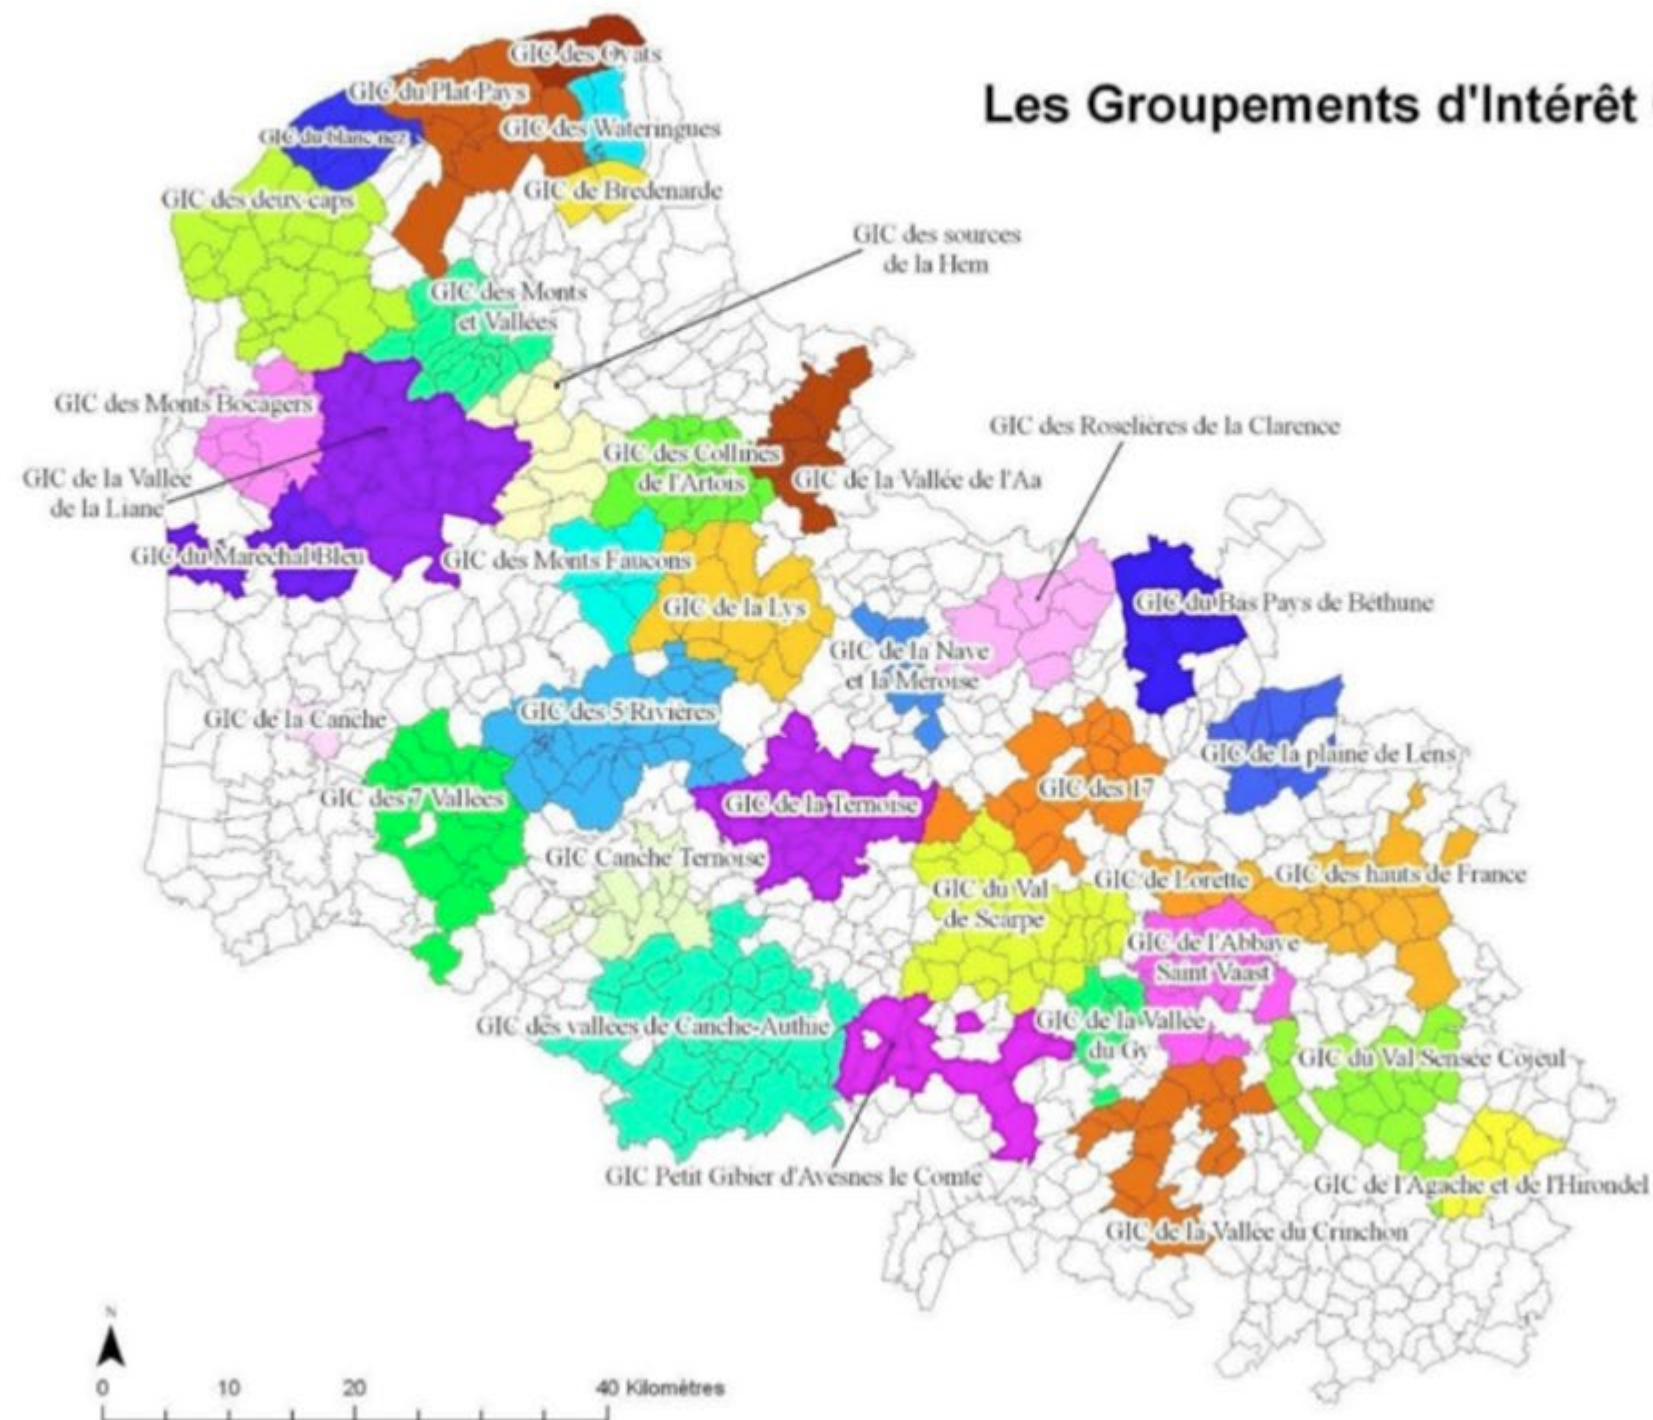 GIC des Oyats
GIC du Plat Pays
Les Groupements d'Intérêt
GIC des Wateringues
GIC du blanc nez
GIC de Bredenarde
GIC des deux caps
GIC des sources
de la Hem
GIC des Monts
et Vallées
GIC des Monts Bocagers
GIC des Roselières de la Clarence
GIC des Collines
de l'Artois
GIC de la Vallée
de la Liane
GIC de la Vallée de l'Aa
GIC du Maréchal Bleu
GIC des Monts Faucons
GIC de la Lys
GIC du Bas Pays de Béthune
GIC de la Nave
et la Méroise
GIC de la Canche
GIC des 5 Rivières
GIC de la plaine de Lens
GIC des 7 Vallées
GIC de la Ternoise
GIC des 17
GIC Canche Ternoise
GIC du Val
de Scarpe
GIC de Lorette
GIC des hauts de France
GIC de l'Abbaye
Saint Vaast
GIC des vallées de Canche-Authie
GIC de la Vallée
du Gy
GIC du Val Sensée Cojeul
GIC Petit Gibier d'Avesnes le Comte
GIC de l'Agache et de l'Hirondel
GIC de la Vallée du Crinchon
N
0 10 20 40 Kilomètres